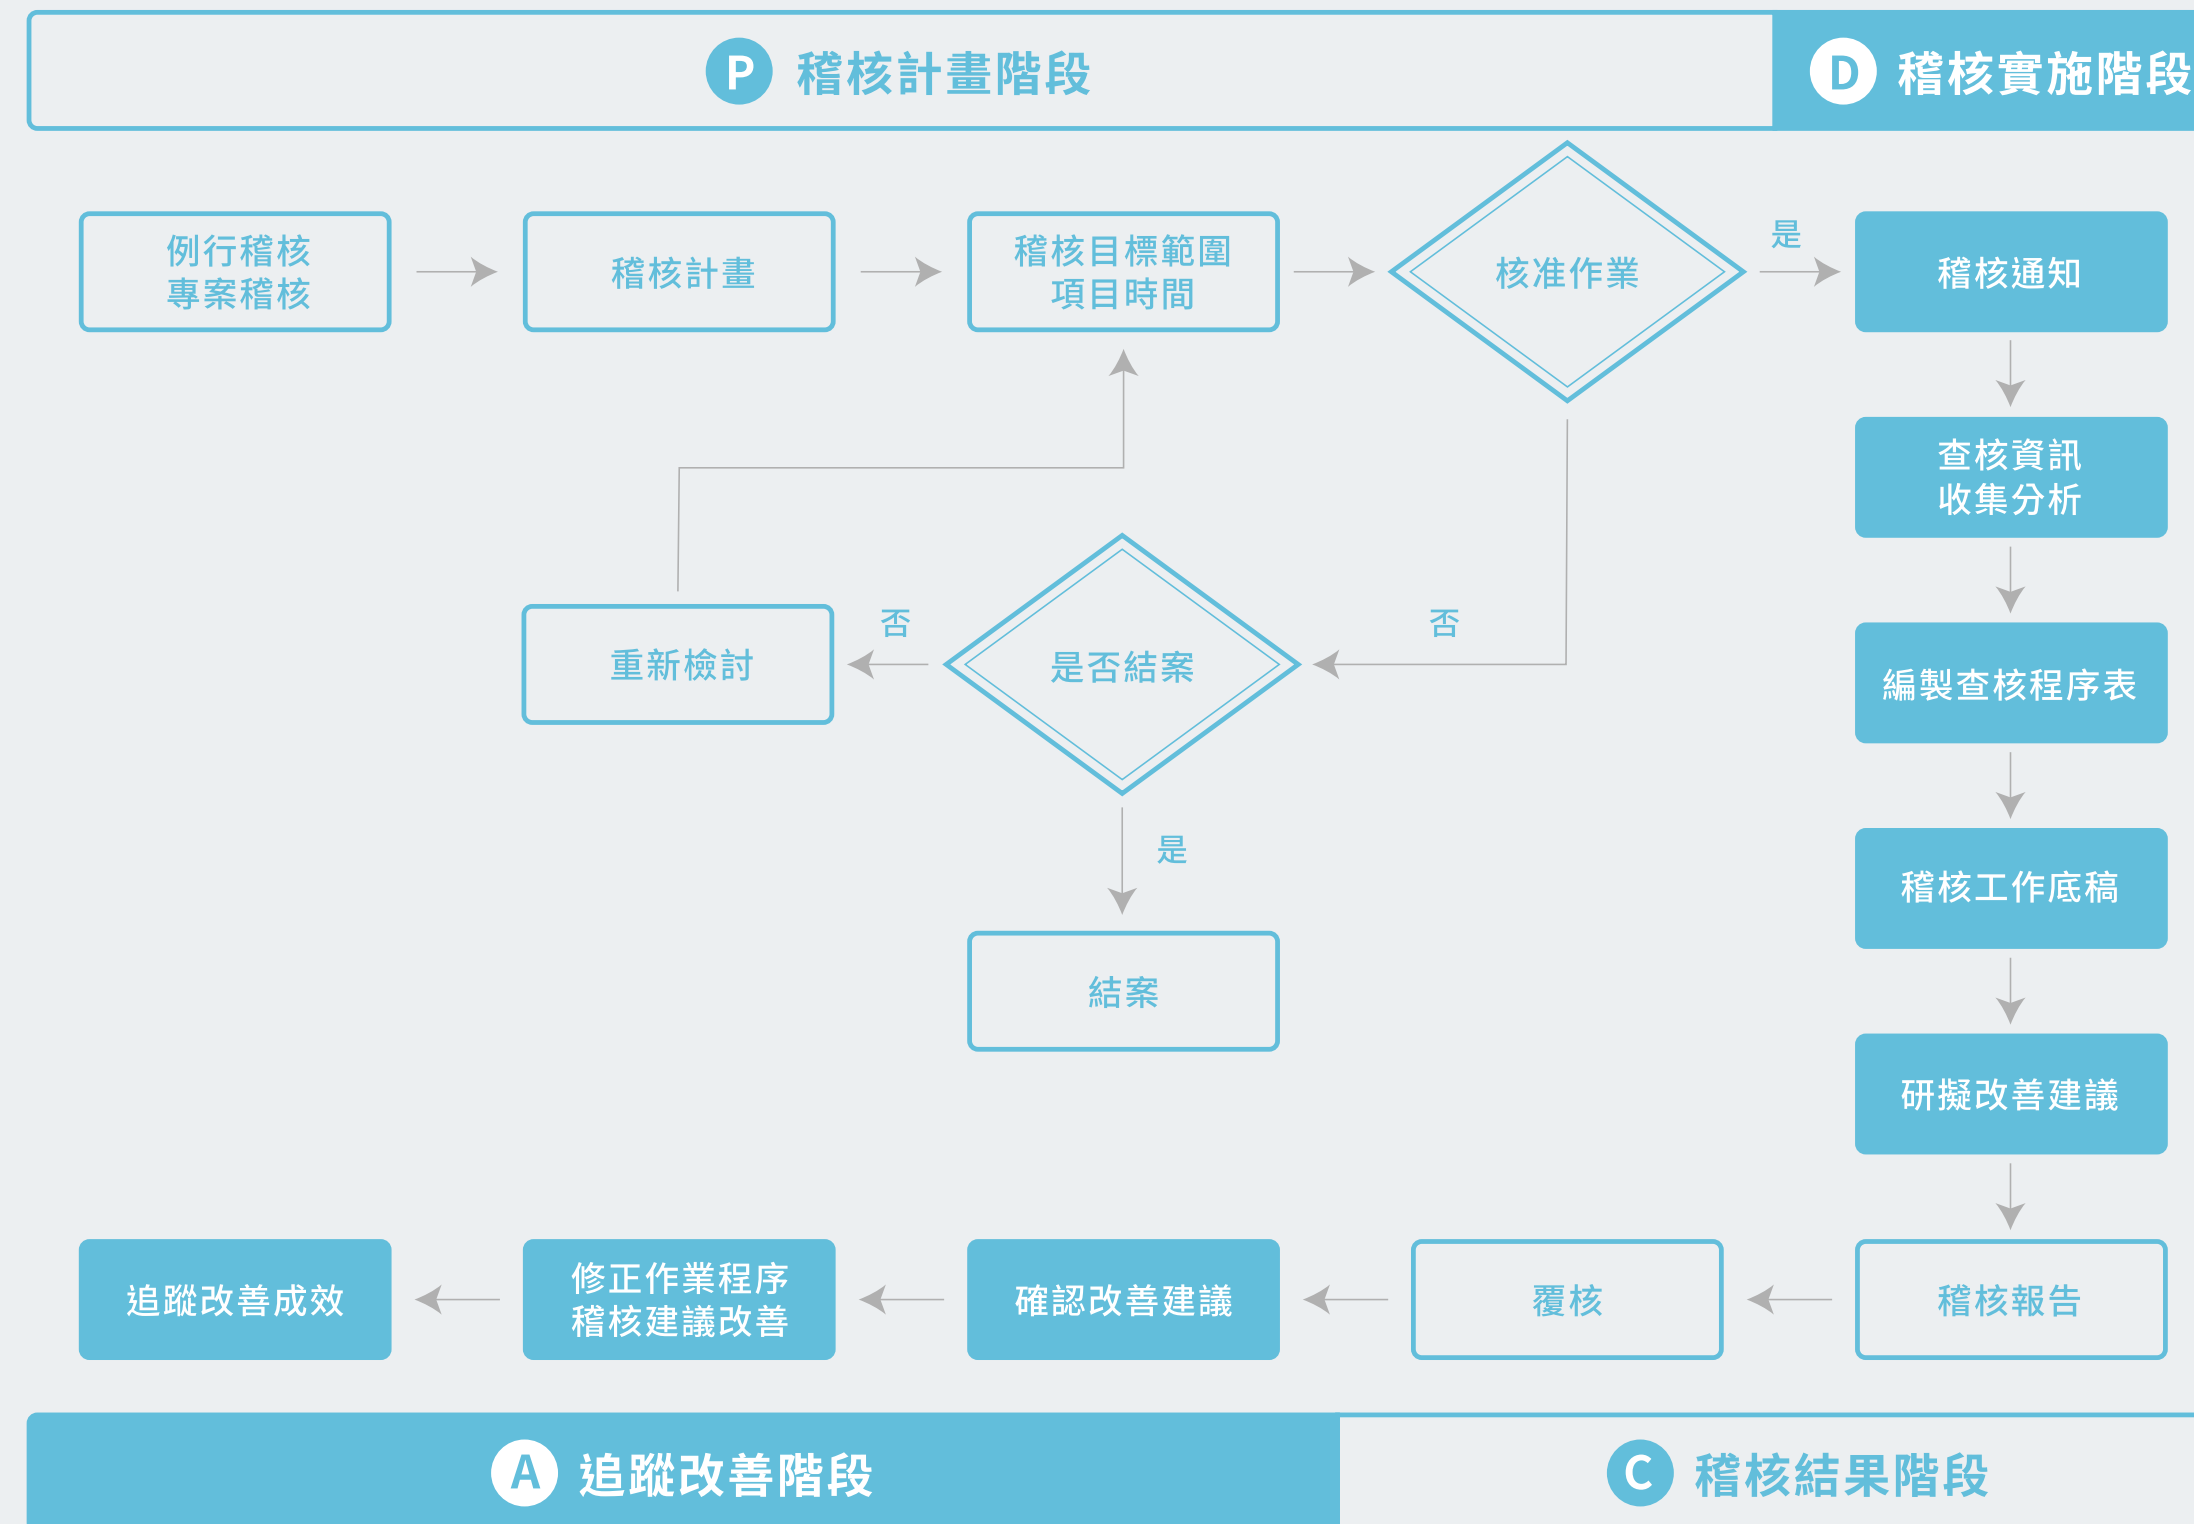 P 稽核計畫階段
D 稽核實施階段
例行稽核
專案稽核
稽核計畫
稽核目標範圍
項目時間
核准作業
是
稽核通知
查核資訊
收集分析
否
否
重新檢討
是否結案
編製查核程序表
是
稽核工作底稿
結案
研擬改善建議
追蹤改善成效
修正作業程序
稽核建議改善
確認改善建議
覆核
稽核報告
A 追蹤改善階段
C 稽核結果階段